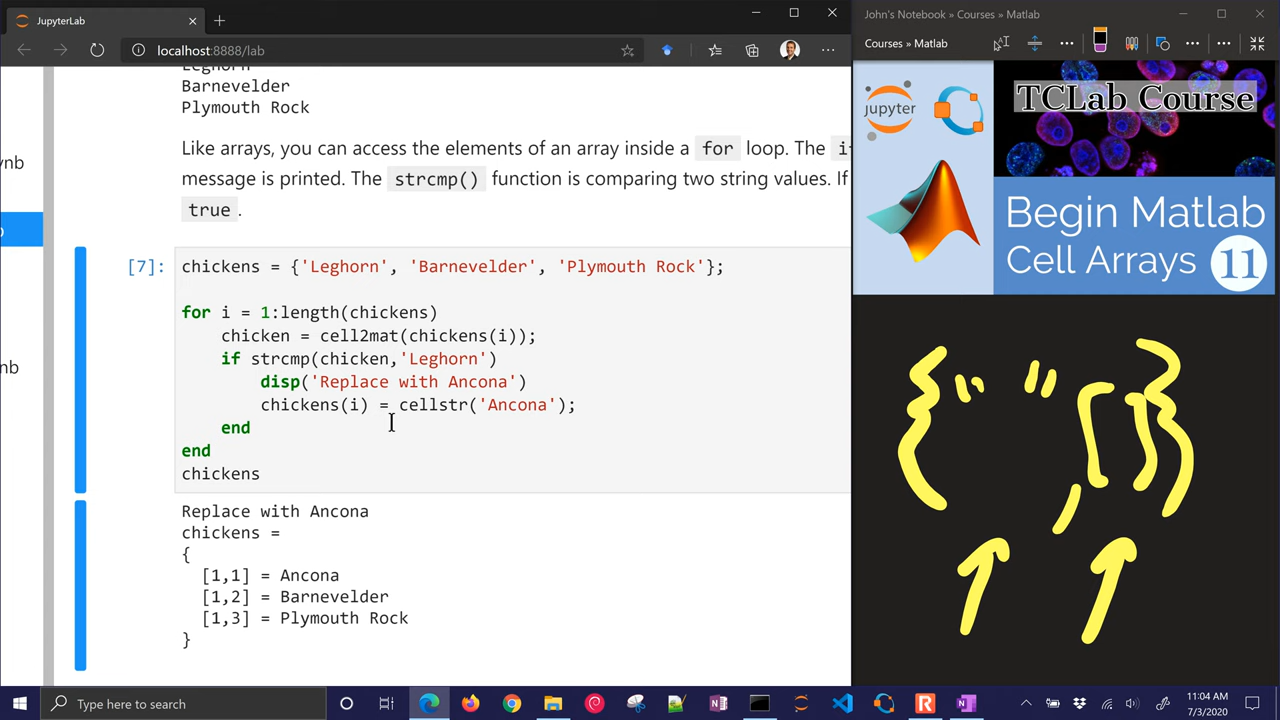 JupyterLab
localhost:8888/lab
John's Notebook » Courses » Matlab
Courses » Matlab
Leghorn
Barnevelder
Plymouth Rock
Like arrays, you can access the elements of an array inside a for loop. The
message is printed. The strcmp() function is comparing two string values. If
true .
ynb
nb
[7]:
chickens = {'Leghorn', 'Barnevelder', 'Plymouth Rock'};
for i = 1:length(chickens)
chicken = cell2mat(chickens(i));
if strcmp(chicken,'Leghorn')
disp('Replace with Ancona')
chickens(i) = cellstr('Ancona');
end
end
chickens
Replace with Ancona
chickens =
{
[1,1] = Ancona
[1,2] = Barnevelder
[1,3] = Plymouth Rock
}
jupyter
TCLab Course
Begin Matlab
Cell Arrays 11
{" " , [ ]}
Type here to search
11:04 AM
7/3/2020